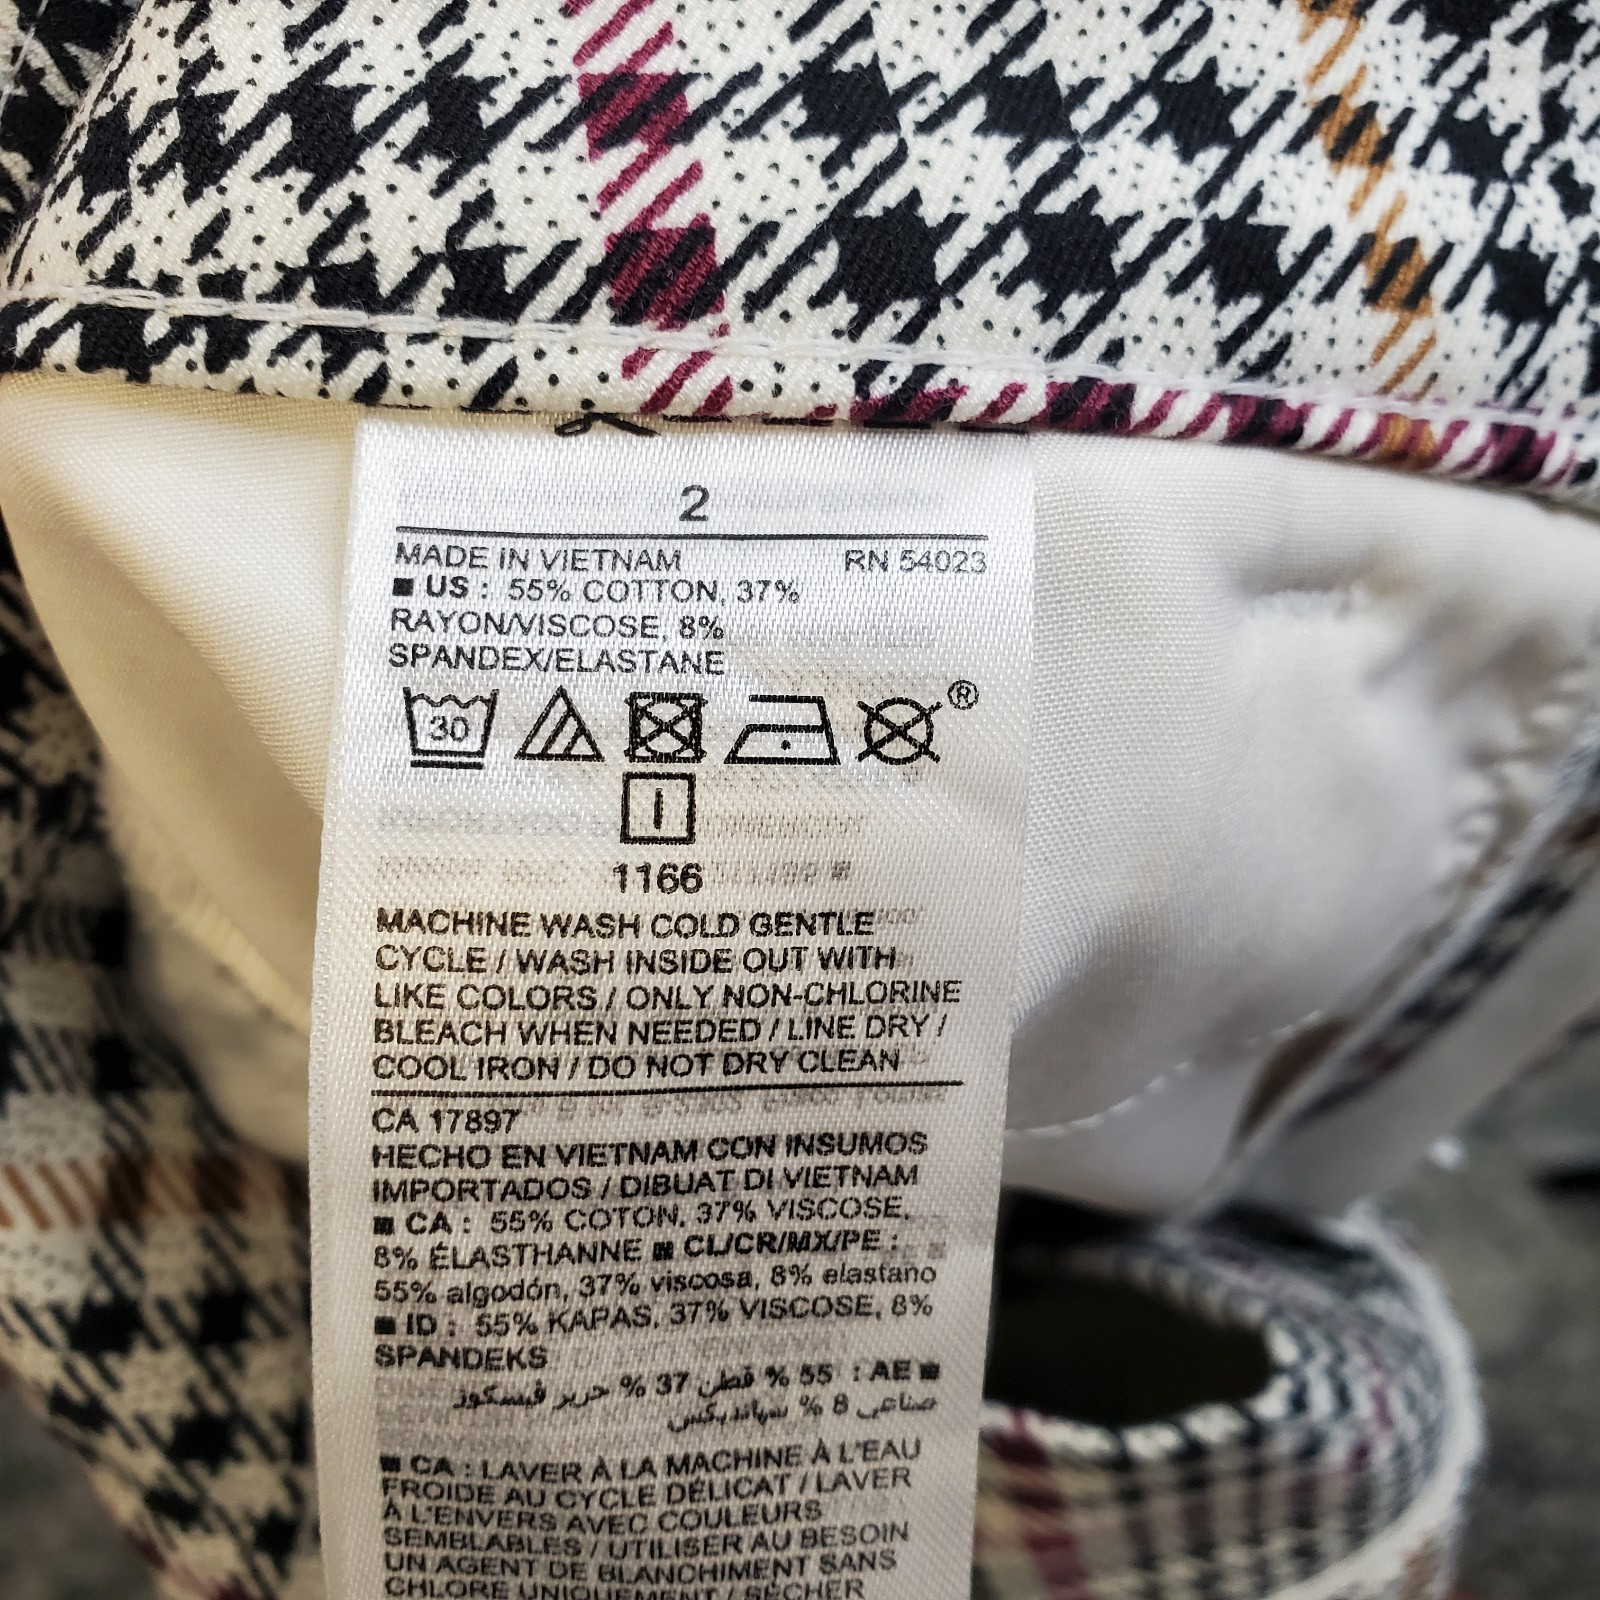 2
MADE IN VIETNAM RN 54023
■ US : 55% COTTON, 37%
RAYON/VISCOSE, 8%
SPANDEX/ELASTANE
30
®
1166
MACHINE WASH COLD GENTLE
CYCLE / WASH INSIDE OUT WITH
LIKE COLORS / ONLY NON-CHLORINE
BLEACH WHEN NEEDED / LINE DRY /
COOL IRON / DO NOT DRY CLEAN
CA 17897
HECHO EN VIETNAM CON INSUMOS
IMPORTADOS / DIBUAT DI VIETNAM
■ CA : 55% COTON, 37% VISCOSE,
8% ÉLASTHANNE ■ CL/CR/MX/PE :
55% algodón, 37% viscosa, 8% elastano
■ ID : 55% KAPAS, 37% VISCOSE, 8%
SPANDEKS
■ AE : 55 % قطن 37 % حرير فيسكوز
صناعي 8 % سباندكس
■ CA : LAVER À LA MACHINE À L'EAU
FROIDE AU CYCLE DÉLICAT / LAVER
À L'ENVERS AVEC COULEURS
SEMBLABLES / UTILISER AU BESOIN
UN AGENT DE BLANCHIMENT SANS
CHLORE UNIQUEMENT / SÉCHER